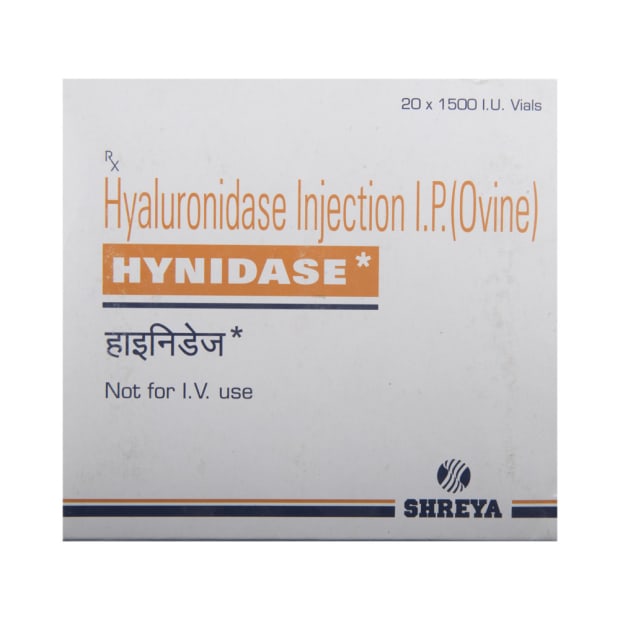 20 x 1500 I.U. Vials
Rx
Hyaluronidase Injection I.P.(Ovine)
HYNIDASE*
हाइनिडेज*
Not for I.V. use
SHREYA